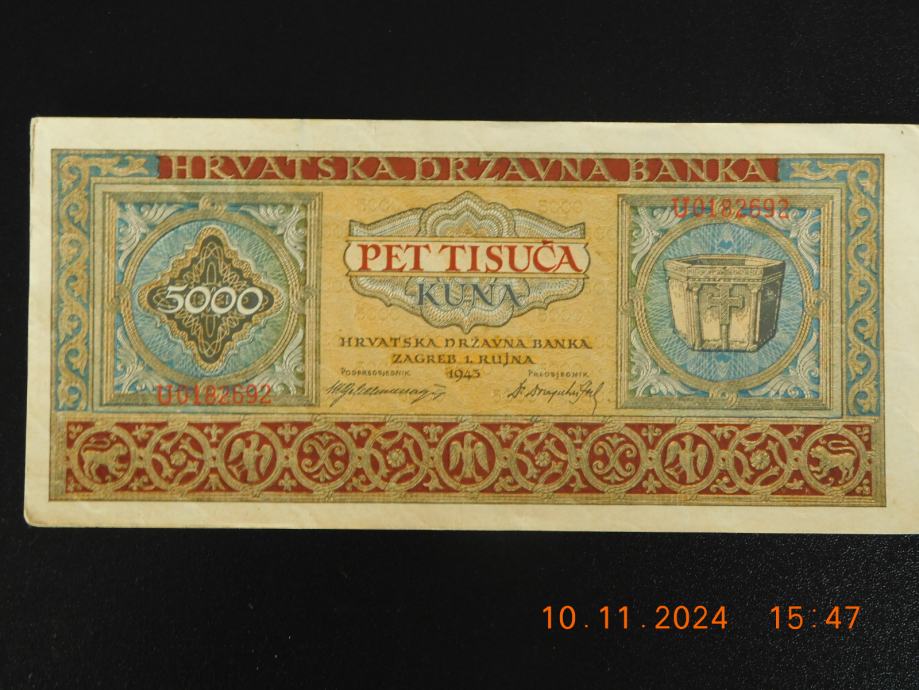 HRVATSKA DRŽAVNA BANKA
U0182692
PET TISUĆA
KUNA
5000
HRVATSKA DRŽAVNA BANKA
ZAGREB 1. RUJNA
1943
PODPREDSJEDNIK
PREDSJEDNIK
U0182692
10.11.2024 15:47